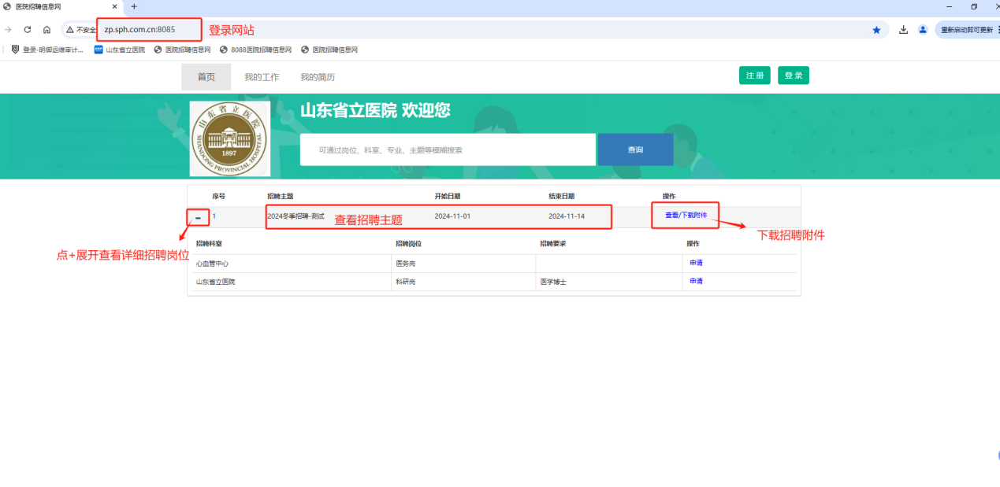 医院招聘信息网
不安全 zp.sph.com.cn:8085 登录网站 重新启动即可更新
登录-明御运维审计... 山东省立医院 医院招聘信息网 8088医院招聘信息网 医院招聘信息网
首页 我的工作 我的简历 注册 登录
山东省立医院 欢迎您
山东省立医院
1897
SHANDONG PROVINCIAL HOSPITAL
可通过岗位、科室、专业、主题等模糊搜索 查询
序号 招聘主题 开始日期 结束日期 操作
1 2024冬季招聘-测试 查看招聘主题 2024-11-01 2024-11-14 查看/下载附件
下载招聘附件
点+展开查看详细招聘岗位
招聘科室 招聘岗位 招聘要求 操作
心血管中心 医务岗 申请
山东省立医院 科研岗 医学博士 申请